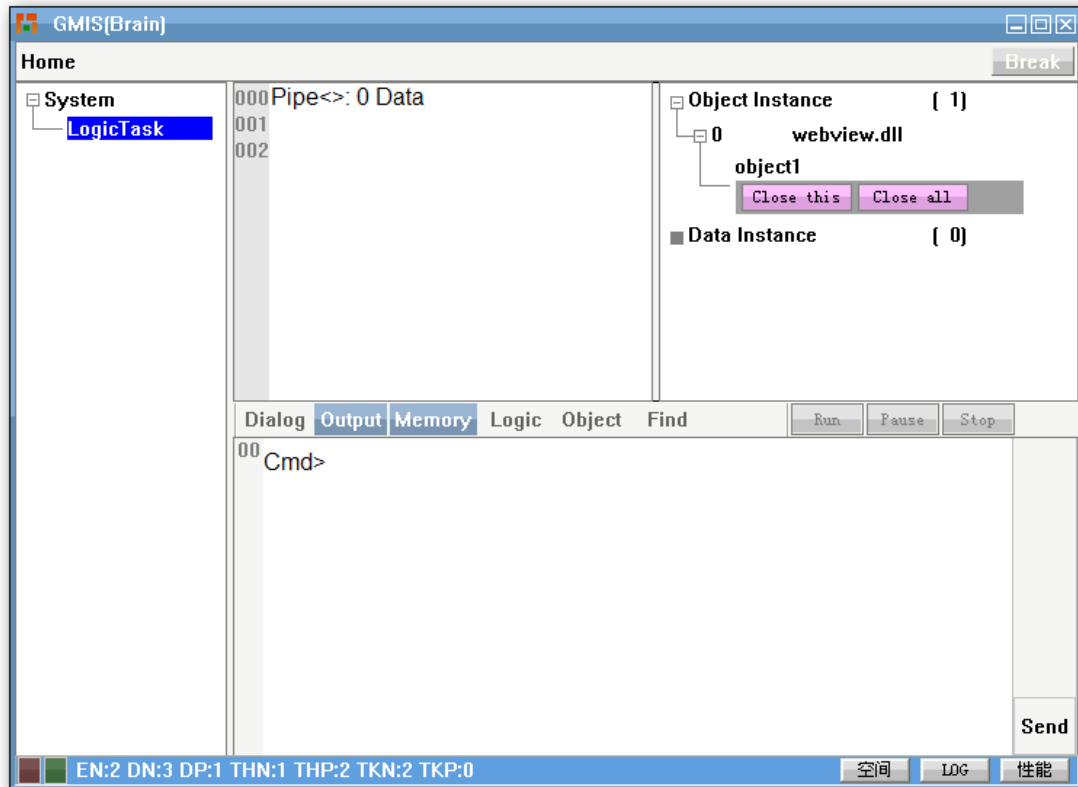 GMIS(Brain)
Home
Break
System
LogicTask
000 Pipe<>: 0 Data
001
002
Object Instance ( 1)
0 webview.dll
object1
Close this Close all
Data Instance ( 0)
Dialog Output Memory Logic Object Find Run Pause Stop
00 Cmd>
Send
EN:2 DN:3 DP:1 THN:1 THP:2 TKN:2 TKP:0 空间 LOG 性能